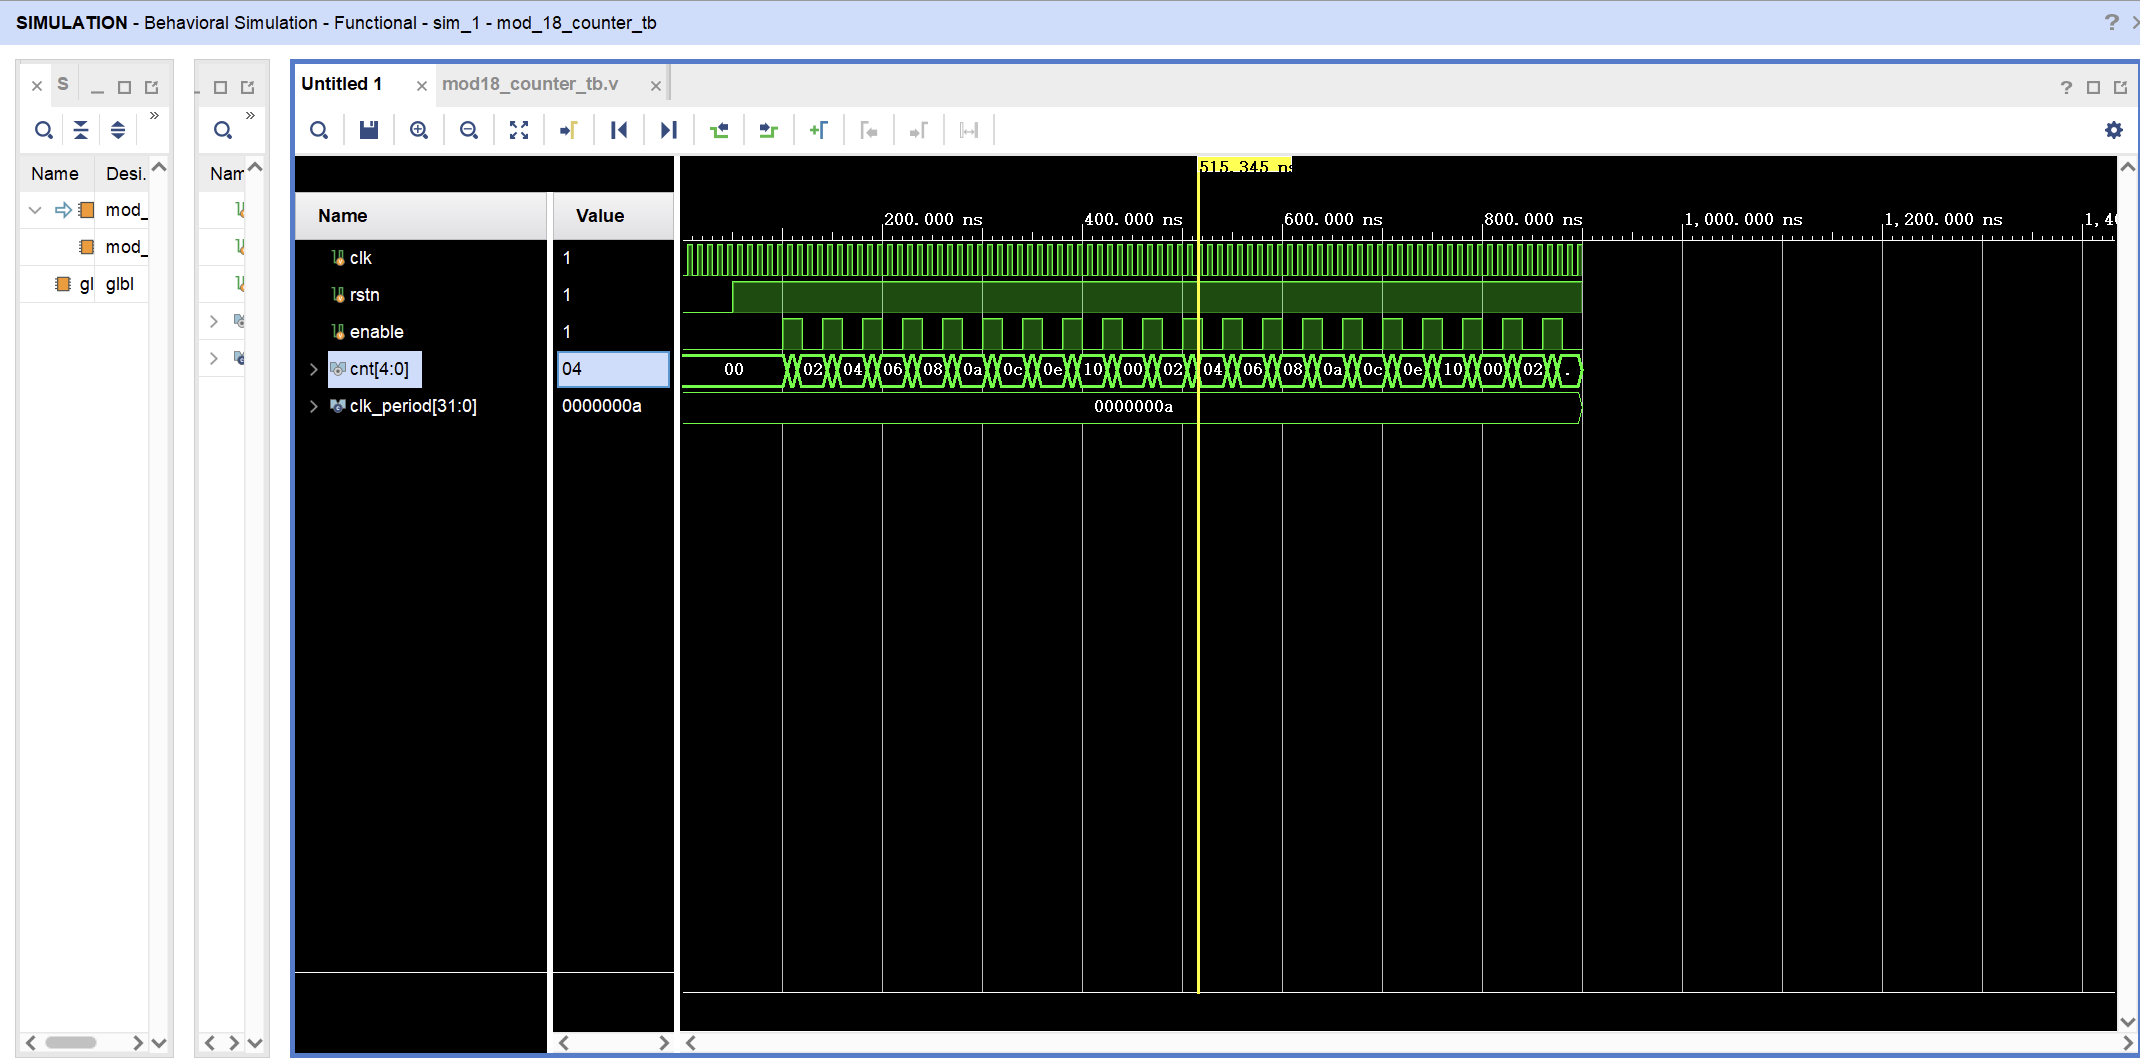 SIMULATION - Behavioral Simulation - Functional - sim_1 - mod_18_counter_tb
S
Untitled 1
mod18_counter_tb.v
Name
Desi.
mod_
mod_
gl
glbl
Nam
515.345 ns
200.000 ns 400.000 ns 600.000 ns 800.000 ns 1,000.000 ns 1,200.000 ns 1,40
Name
Value
clk 1
rstn 1
enable 1
cnt[4:0] 04
00 02 04 06 08 0a 0c 0e 10 00 02 04 06 08 0a 0c 0e 10 00 02 .
clk_period[31:0] 0000000a
0000000a